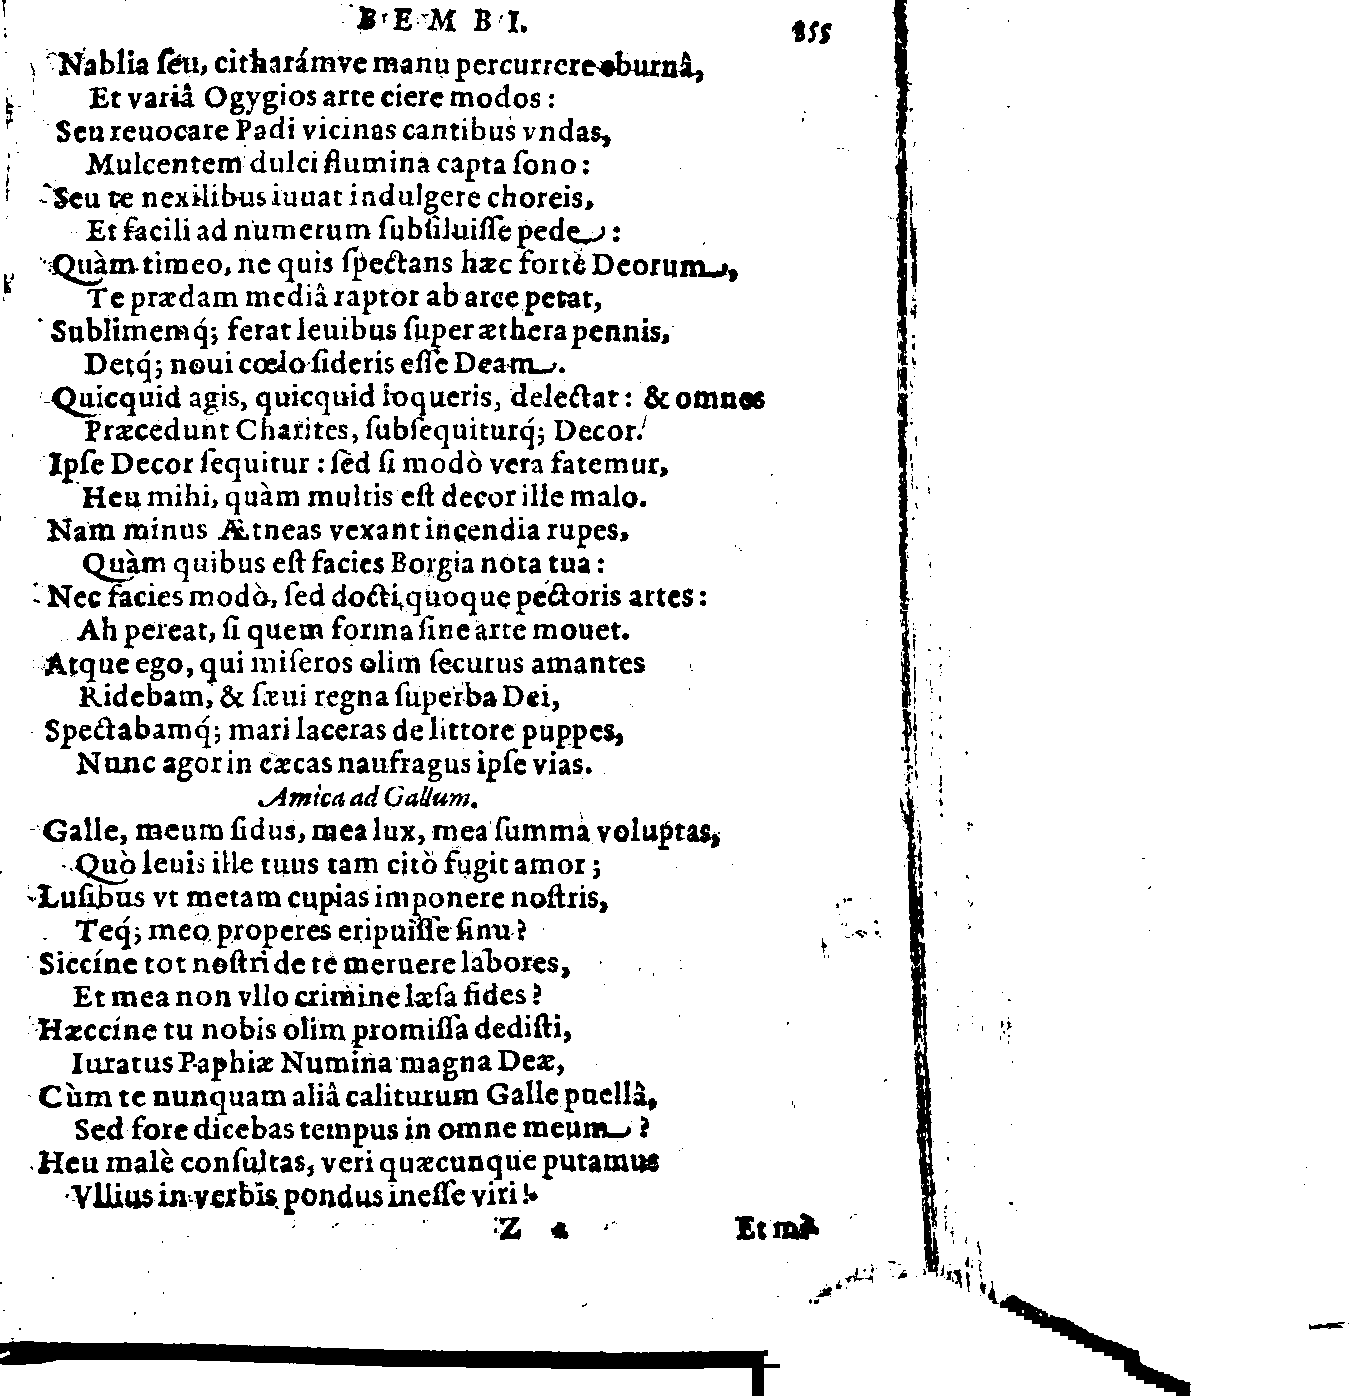 BEMBI. 355
Nablia ſeu, citharámve manu percurrere eburnâ,
Et variâ Ogygios arte ciere modos:
Seu reuocare Padi vicinas cantibus vndas,
Mulcentem dulci flumina capta ſono:
Seu te nexilibus iuuat indulgere choreis,
Et facili ad numerum ſubſiluiſſe pede:
Quàm timeo, ne quis ſpectans hæc fortè Deorum,
Te prædam mediâ raptor ab arce petat,
Sublimemq́; ferat leuibus ſuper æthera pennis,
Detq́; noui cœlo ſideris eſſe Deam.
Quicquid agis, quicquid loqueris, delectat: & omnes
Præcedunt Charites, ſubſequiturq́; Decor.
Ipſe Decor ſequitur: ſed ſi modò vera fatemur,
Heu mihi, quàm multis eſt decor ille malo.
Nam minus Ætneas vexant incendia rupes,
Quàm quibus eſt facies Borgia nota tua:
Nec facies modò, ſed docti quoque pectoris artes:
Ah pereat, ſi quem forma ſine arte mouet.
Atque ego, qui miſeros olim ſecurus amantes
Ridebam, & ſæui regna ſuperba Dei,
Spectabamq́; mari laceras de littore puppes,
Nunc agor in cæcas naufragus ipſe vias.
Amica ad Gallum.
Galle, meum ſidus, mea lux, mea ſumma voluptas,
Quò leuis ille tuus tam citò fugit amor;
Luſibus vt metam cupias imponere noſtris,
Teq́; meo properes eripuiſſe ſinu?
Siccíne tot noſtri de te meruere labores,
Et mea non vllo crimine læſa fides?
Hæccíne tu nobis olim promiſſa dediſti,
Iuratus Paphiæ Numina magna Deæ,
Cùm te nunquam aliâ caliturum Galle puellâ,
Sed fore dicebas tempus in omne meum?
Heu malè conſultas, veri quæcunque putamus
Vllius in verbis pondus ineſſe viri!
Z Et mà